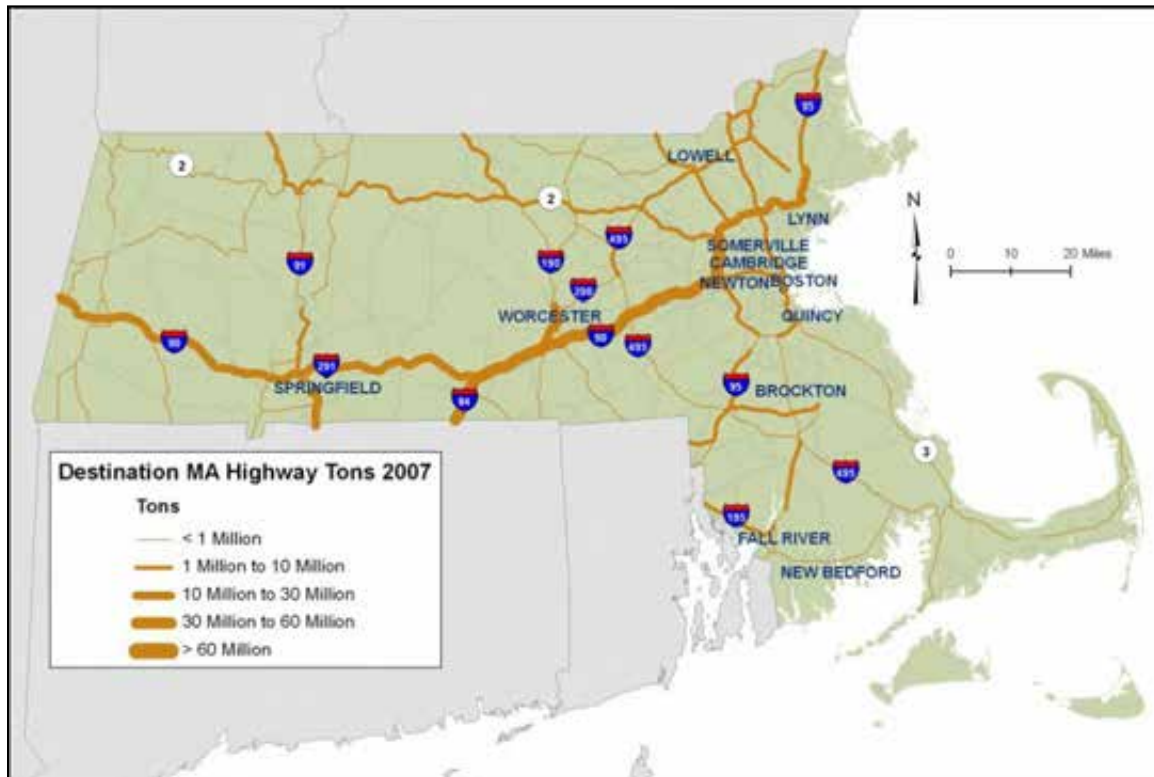 95
2
LOWELL
2
N
LYNN
495
SOMERVILLE
0 10 20 Miles
91
190
CAMBRIDGE
NEWTON BOSTON
290
WORCESTER
QUINCY
90
90
495
291
95
SPRINGFIELD
BROCKTON
84
3
Destination MA Highway Tons 2007
495
Tons
195
< 1 Million
FALL RIVER
1 Million to 10 Million
NEW BEDFORD
10 Million to 30 Million
30 Million to 60 Million
> 60 Million